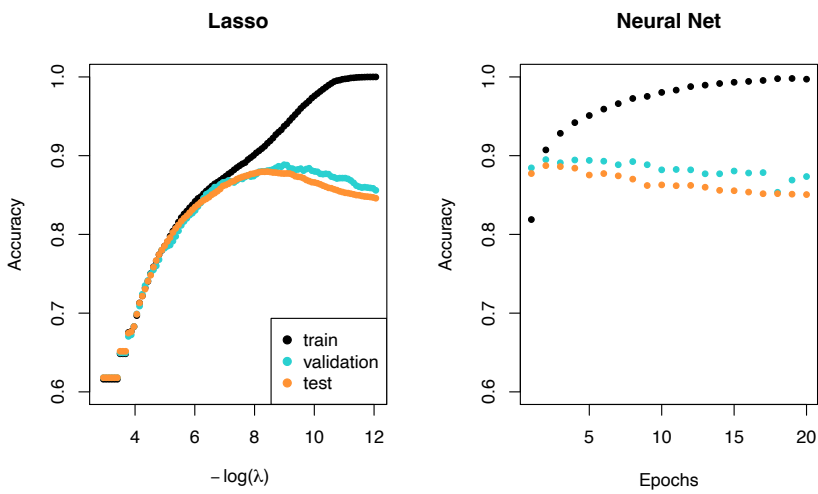 Lasso
Accuracy
1.0
0.9
0.8
0.7
0.6
train
validation
test
4 6 8 10 12
− log(λ)
Neural Net
Accuracy
1.0
0.9
0.8
0.7
0.6
5 10 15 20
Epochs